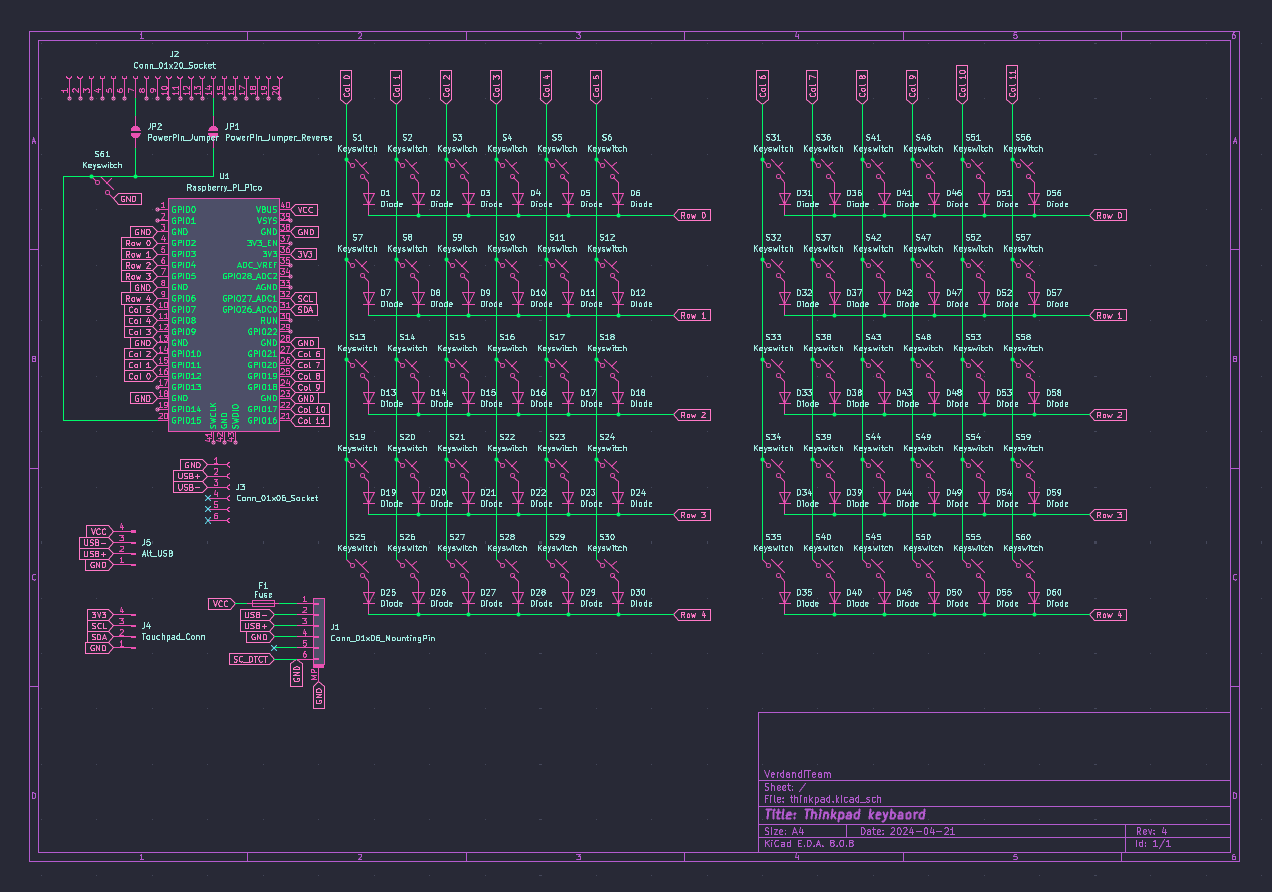 1 2 3 4 5 6
J2
Conn_01x20_Socket
1 2 3 4 5 6 7 8 9 10 11 12 13 14 15 16 17 18 19 20
JP2
PowerPin_Jumper
JP1
PowerPin_Jumper_Reverse
S61
Keyswitch
GND
U1
Raspberry_Pi_Pico
1 GPIO0 VBUS 40 VCC
2 GPIO1 VSYS 39
GND 3 GND GND 38 GND
Row 0 4 GPIO2 3V3_EN 37
Row 1 5 GPIO3 3V3 36 3V3
Row 2 6 GPIO4 ADC_VREF 35
Row 3 7 GPIO5 GPIO28_ADC2 34
GND 8 GND AGND 33
Row 4 9 GPIO6 GPIO27_ADC1 32 SCL
Col 5 10 GPIO7 GPIO26_ADC0 31 SDA
Col 4 11 GPIO8 RUN 30
Col 3 12 GPIO9 GPIO22 29
GND 13 GND GND 28 GND
Col 2 14 GPIO10 GPIO21 27 Col 6
Col 1 15 GPIO11 GPIO20 26 Col 7
Col 0 16 GPIO12 GPIO19 25 Col 8
17 GPIO13 GPIO18 24 Col 9
GND 18 GND GND 23 GND
19 GPIO14 GPIO17 22 Col 10
20 GPIO15 GPIO16 21 Col 11
SWCLK GND SWDIO
41 42 43
GND 1
USB+ 2
USB- 3
4
5
6
J3
Conn_01x06_Socket
VCC 4
USB- 3
USB+ 2
GND 1
J5
Alt_USB
3V3 4
SCL 3
SDA 2
GND 1
J4
Touchpad_Conn
F1
Fuse
VCC 1
USB- 2
USB+ 3
GND 4
5
SC_DTCT 6
GND
MP
GND
J1
Conn_01x06_MountingPin
Col 0 Col 1 Col 2 Col 3 Col 4 Col 5
S1 S2 S3 S4 S5 S6
Keyswitch Keyswitch Keyswitch Keyswitch Keyswitch Keyswitch
D1 D2 D3 D4 D5 D6
Diode Diode Diode Diode Diode Diode
Row 0
S7 S8 S9 S10 S11 S12
Keyswitch Keyswitch Keyswitch Keyswitch Keyswitch Keyswitch
D7 D8 D9 D10 D11 D12
Diode Diode Diode Diode Diode Diode
Row 1
S13 S14 S15 S16 S17 S18
Keyswitch Keyswitch Keyswitch Keyswitch Keyswitch Keyswitch
D13 D14 D15 D16 D17 D18
Diode Diode Diode Diode Diode Diode
Row 2
S19 S20 S21 S22 S23 S24
Keyswitch Keyswitch Keyswitch Keyswitch Keyswitch Keyswitch
D19 D20 D21 D22 D23 D24
Diode Diode Diode Diode Diode Diode
Row 3
S25 S26 S27 S28 S29 S30
Keyswitch Keyswitch Keyswitch Keyswitch Keyswitch Keyswitch
D25 D26 D27 D28 D29 D30
Diode Diode Diode Diode Diode Diode
Row 4
Col 6 Col 7 Col 8 Col 9 Col 10 Col 11
S31 S36 S41 S46 S51 S56
Keyswitch Keyswitch Keyswitch Keyswitch Keyswitch Keyswitch
D31 D36 D41 D46 D51 D56
Diode Diode Diode Diode Diode Diode
Row 0
S32 S37 S42 S47 S52 S57
Keyswitch Keyswitch Keyswitch Keyswitch Keyswitch Keyswitch
D32 D37 D42 D47 D52 D57
Diode Diode Diode Diode Diode Diode
Row 1
S33 S38 S43 S48 S53 S58
Keyswitch Keyswitch Keyswitch Keyswitch Keyswitch Keyswitch
D33 D38 D43 D48 D53 D58
Diode Diode Diode Diode Diode Diode
Row 2
S34 S39 S44 S49 S54 S59
Keyswitch Keyswitch Keyswitch Keyswitch Keyswitch Keyswitch
D34 D39 D44 D49 D54 D59
Diode Diode Diode Diode Diode Diode
Row 3
S35 S40 S45 S50 S55 S60
Keyswitch Keyswitch Keyswitch Keyswitch Keyswitch Keyswitch
D35 D40 D45 D50 D55 D60
Diode Diode Diode Diode Diode Diode
Row 4
A A
B B
C C
D D
VerdandiTeam
Sheet: /
File: thinkpad.kicad_sch
Title: Thinkpad keybaord
Size: A4 Date: 2024-04-21 Rev: 4
KiCad E.D.A. 8.0.8 Id: 1/1
1 2 3 4 5 6